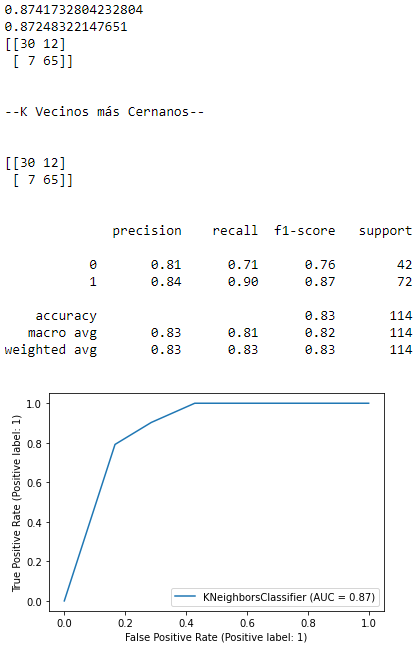 0.8741732804232804
0.87248322147651
[[30 12]
 [ 7 65]]
--K Vecinos más Cernanos--
[[30 12]
 [ 7 65]]
precision recall f1-score support
0 0.81 0.71 0.76 42
1 0.84 0.90 0.87 72
accuracy 0.83 114
macro avg 0.83 0.81 0.82 114
weighted avg 0.83 0.83 0.83 114
True Positive Rate (Positive label: 1)
1.0
0.8
0.6
0.4
0.2
0.0
KNeighborsClassifier (AUC = 0.87)
0.0 0.2 0.4 0.6 0.8 1.0
False Positive Rate (Positive label: 1)